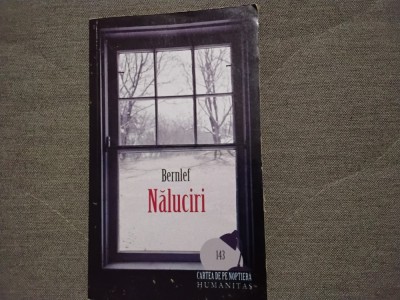 Bernlef
Năluciri
143
CARTEA DE PE NOPTIERĂ
HUMANITAS